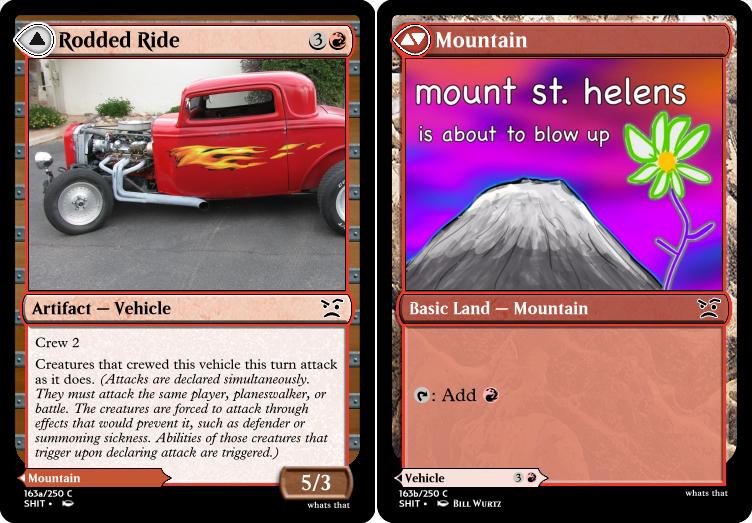 Rodded Ride 3
Artifact — Vehicle
Crew 2
Creatures that crewed this vehicle this turn attack
as it does. (Attacks are declared simultaneously.
They must attack the same player, planeswalker, or
battle. The creatures are forced to attack through
effects that would prevent it, such as defender or
summoning sickness. Abilities of those creatures that
trigger upon declaring attack are triggered.)
Mountain
5/3
163a/250 C
SHIT •
whats that
Mountain
mount st. helens
is about to blow up
Basic Land — Mountain
: Add
Vehicle 3
163b/250 C
SHIT • Bill Wurtz
whats that